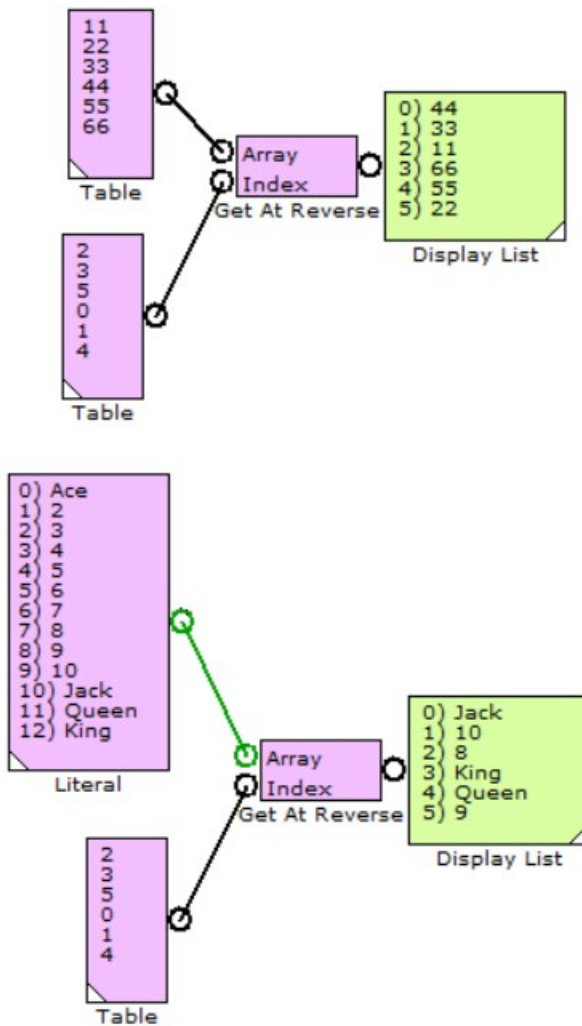 11
22
33
44
55
66
Table
Array
Index
Get At Reverse
0) 44
1) 33
2) 11
3) 66
4) 55
5) 22
Display List
2
3
5
0
1
4
Table
0) Ace
1) 2
2) 3
3) 4
4) 5
5) 6
6) 7
7) 8
8) 9
9) 10
10) Jack
11) Queen
12) King
Literal
Array
Index
Get At Reverse
0) Jack
1) 10
2) 8
3) King
4) Queen
5) 9
Display List
2
3
5
0
1
4
Table